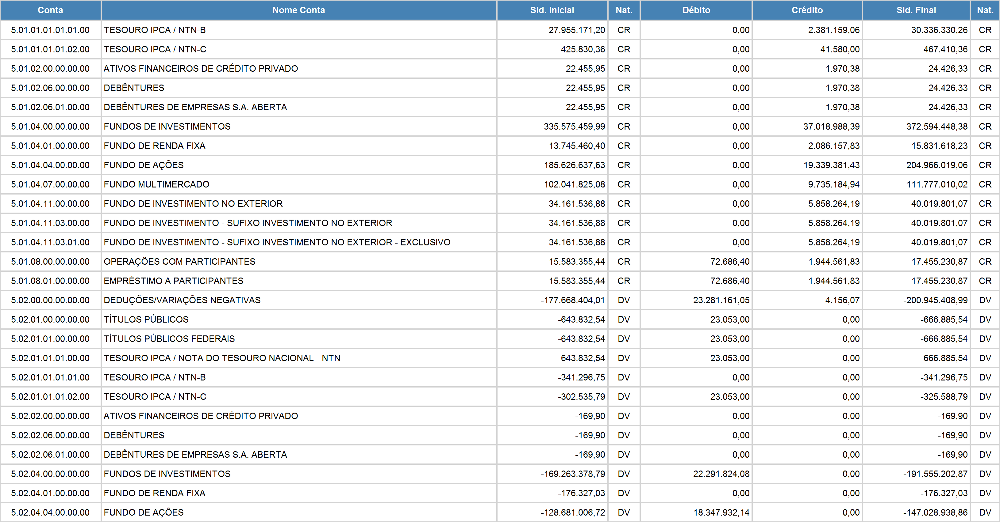 Conta Nome Conta Sld. Inicial Nat. Débito Crédito Sld. Final Nat.
5.01.01.01.01.01.00 TESOURO IPCA / NTN-B 27.955.171,20 CR 0,00 2.381.159,06 30.336.330,26 CR
5.01.01.01.01.02.00 TESOURO IPCA / NTN-C 425.830,36 CR 0,00 41.580,00 467.410,36 CR
5.01.02.00.00.00.00 ATIVOS FINANCEIROS DE CRÉDITO PRIVADO 22.455,95 CR 0,00 1.970,38 24.426,33 CR
5.01.02.06.00.00.00 DEBÊNTURES 22.455,95 CR 0,00 1.970,38 24.426,33 CR
5.01.02.06.01.00.00 DEBÊNTURES DE EMPRESAS S.A. ABERTA 22.455,95 CR 0,00 1.970,38 24.426,33 CR
5.01.04.00.00.00.00 FUNDOS DE INVESTIMENTOS 335.575.459,99 CR 0,00 37.018.988,39 372.594.448,38 CR
5.01.04.01.00.00.00 FUNDO DE RENDA FIXA 13.745.460,40 CR 0,00 2.086.157,83 15.831.618,23 CR
5.01.04.04.00.00.00 FUNDO DE AÇÕES 185.626.637,63 CR 0,00 19.339.381,43 204.966.019,06 CR
5.01.04.07.00.00.00 FUNDO MULTIMERCADO 102.041.825,08 CR 0,00 9.735.184,94 111.777.010,02 CR
5.01.04.11.00.00.00 FUNDO DE INVESTIMENTO NO EXTERIOR 34.161.536,88 CR 0,00 5.858.264,19 40.019.801,07 CR
5.01.04.11.03.00.00 FUNDO DE INVESTIMENTO - SUFIXO INVESTIMENTO NO EXTERIOR 34.161.536,88 CR 0,00 5.858.264,19 40.019.801,07 CR
5.01.04.11.03.01.00 FUNDO DE INVESTIMENTO - SUFIXO INVESTIMENTO NO EXTERIOR - EXCLUSIVO 34.161.536,88 CR 0,00 5.858.264,19 40.019.801,07 CR
5.01.08.00.00.00.00 OPERAÇÕES COM PARTICIPANTES 15.583.355,44 CR 72.686,40 1.944.561,83 17.455.230,87 CR
5.01.08.01.00.00.00 EMPRÉSTIMO A PARTICIPANTES 15.583.355,44 CR 72.686,40 1.944.561,83 17.455.230,87 CR
5.02.00.00.00.00.00 DEDUÇÕES/VARIAÇÕES NEGATIVAS -177.668.404,01 DV 23.281.161,05 4.156,07 -200.945.408,99 DV
5.02.01.00.00.00.00 TÍTULOS PÚBLICOS -643.832,54 DV 23.053,00 0,00 -666.885,54 DV
5.02.01.01.00.00.00 TÍTULOS PÚBLICOS FEDERAIS -643.832,54 DV 23.053,00 0,00 -666.885,54 DV
5.02.01.01.01.00.00 TESOURO IPCA / NOTA DO TESOURO NACIONAL - NTN -643.832,54 DV 23.053,00 0,00 -666.885,54 DV
5.02.01.01.01.01.00 TESOURO IPCA / NTN-B -341.296,75 DV 0,00 0,00 -341.296,75 DV
5.02.01.01.01.02.00 TESOURO IPCA / NTN-C -302.535,79 DV 23.053,00 0,00 -325.588,79 DV
5.02.02.00.00.00.00 ATIVOS FINANCEIROS DE CRÉDITO PRIVADO -169,90 DV 0,00 0,00 -169,90 DV
5.02.02.06.00.00.00 DEBÊNTURES -169,90 DV 0,00 0,00 -169,90 DV
5.02.02.06.01.00.00 DEBÊNTURES DE EMPRESAS S.A. ABERTA -169,90 DV 0,00 0,00 -169,90 DV
5.02.04.00.00.00.00 FUNDOS DE INVESTIMENTOS -169.263.378,79 DV 22.291.824,08 0,00 -191.555.202,87 DV
5.02.04.01.00.00.00 FUNDO DE RENDA FIXA -176.327,03 DV 0,00 0,00 -176.327,03 DV
5.02.04.04.00.00.00 FUNDO DE AÇÕES -128.681.006,72 DV 18.347.932,14 0,00 -147.028.938,86 DV